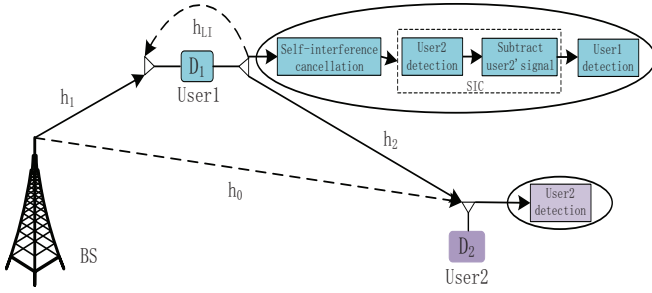 h_LI
Self-interference
cancellation
User2
detection
Subtract
user2' signal
User1
detection
SIC
D_1
User1
h_1
h_2
h_0
User2
detection
D_2
User2
BS